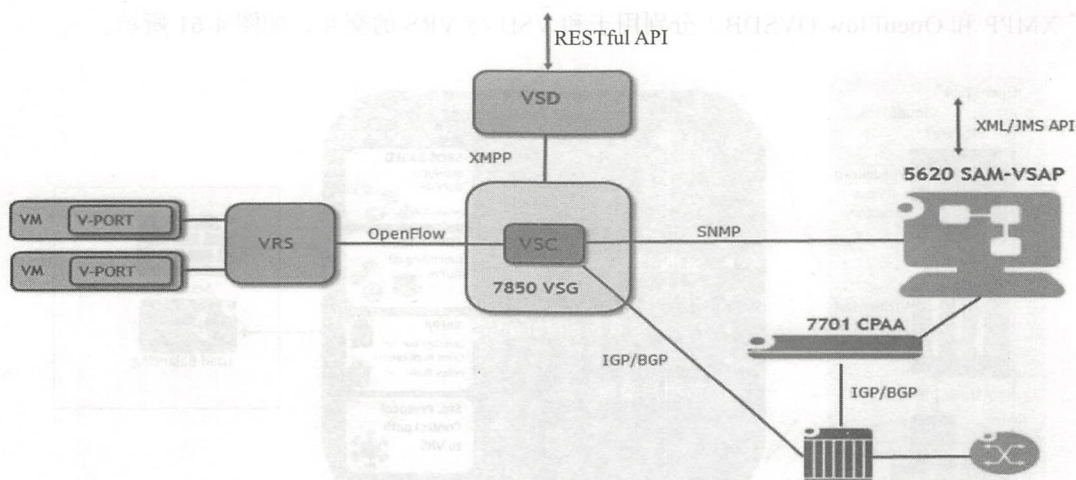 RESTful API
VSD
XML/JMS API
XMPP
5620 SAM-VSAP
VM
V-PORT
VRS
OpenFlow
VSC
SNMP
VM
V-PORT
7850 VSG
7701 CPAA
IGP/BGP
IGP/BGP